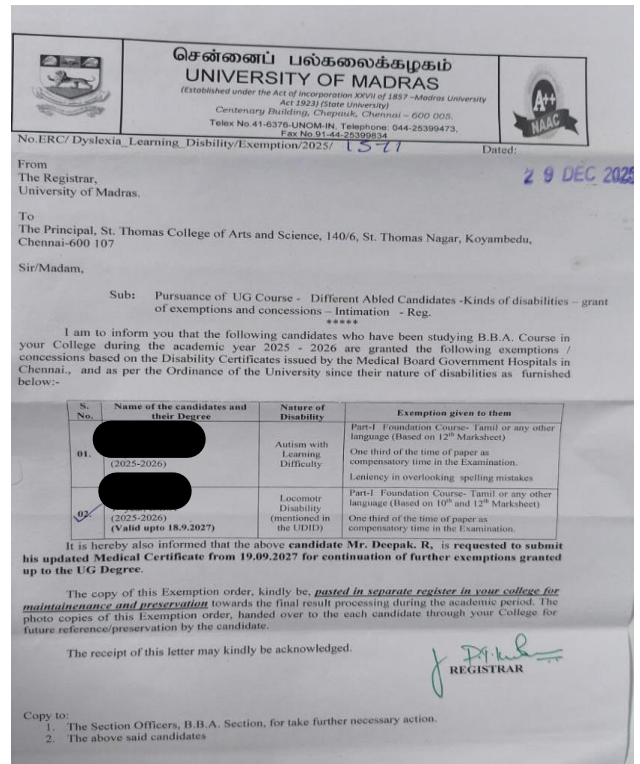 சென்னைப் பல்கலைக்கழகம்
UNIVERSITY OF MADRAS
(Established under the Act of Incorporation XXVII of 1857 –Madras University
Act 1923) (State University)
Centenary Building, Chepauk, Chennai – 600 005.
Telex No.41-6376-UNOM-IN. Telephone: 044-25399473,
Fax No.91-44-25399834
A++
NAAC
No.ERC/ Dyslexia_Learning_Disbility/Exemption/2025/ 1571
Dated:
29 DEC 2025
From
The Registrar,
University of Madras.
To
The Principal, St. Thomas College of Arts and Science, 140/6, St. Thomas Nagar, Koyambedu,
Chennai-600 107
Sir/Madam,
Sub: Pursuance of UG Course - Different Abled Candidates -Kinds of disabilities – grant
of exemptions and concessions – Intimation - Reg.
*****
I am to inform you that the following candidates who have been studying B.B.A. Course in
your College during the academic year 2025 - 2026 are granted the following exemptions /
concessions based on the Disability Certificates issued by the Medical Board Government Hospitals in
Chennai., and as per the Ordinance of the University since their nature of disabilities as furnished
below:-
S. No. Name of the candidates and their Degree Nature of Disability Exemption given to them
01.
(2025-2026)
Autism with
Learning
Difficulty
Part-I Foundation Course- Tamil or any other
language (Based on 12th Marksheet)
One third of the time of paper as
compensatory time in the Examination.
Leniency in overlooking spelling mistakes
02.
(2025-2026)
(Valid upto 18.9.2027)
Locomotr
Disability
(mentioned in
the UDID)
Part-I Foundation Course- Tamil or any other
language (Based on 10th and 12th Marksheet)
One third of the time of paper as
compensatory time in the Examination.
It is hereby also informed that the above candidate Mr. Deepak. R, is requested to submit
his updated Medical Certificate from 19.09.2027 for continuation of further exemptions granted
up to the UG Degree.
The copy of this Exemption order, kindly be, pasted in separate register in your college for
maintainenance and preservation towards the final result processing during the academic period. The
photo copies of this Exemption order, handed over to the each candidate through your College for
future reference/preservation by the candidate.
The receipt of this letter may kindly be acknowledged.
REGISTRAR
Copy to:
1. The Section Officers, B.B.A. Section, for take further necessary action.
2. The above said candidates